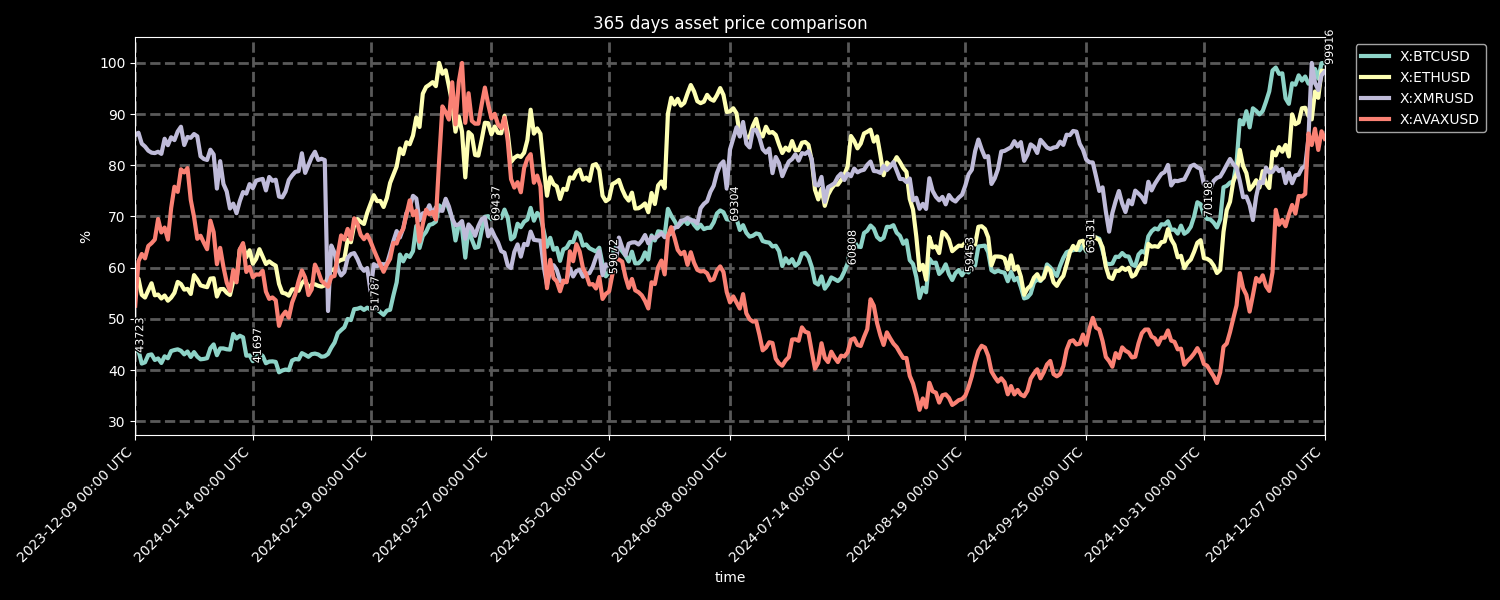 365 days asset price comparison
100
90
80
70
60
50
40
30
%
43723
41697
51787
69437
59072
69304
60808
59453
63131
70198
99916
X:BTCUSD
X:ETHUSD
X:XMRUSD
X:AVAXUSD
2023-12-09 00:00 UTC
2024-01-14 00:00 UTC
2024-02-19 00:00 UTC
2024-03-27 00:00 UTC
2024-05-02 00:00 UTC
2024-06-08 00:00 UTC
2024-07-14 00:00 UTC
2024-08-19 00:00 UTC
2024-09-25 00:00 UTC
2024-10-31 00:00 UTC
2024-12-07 00:00 UTC
time